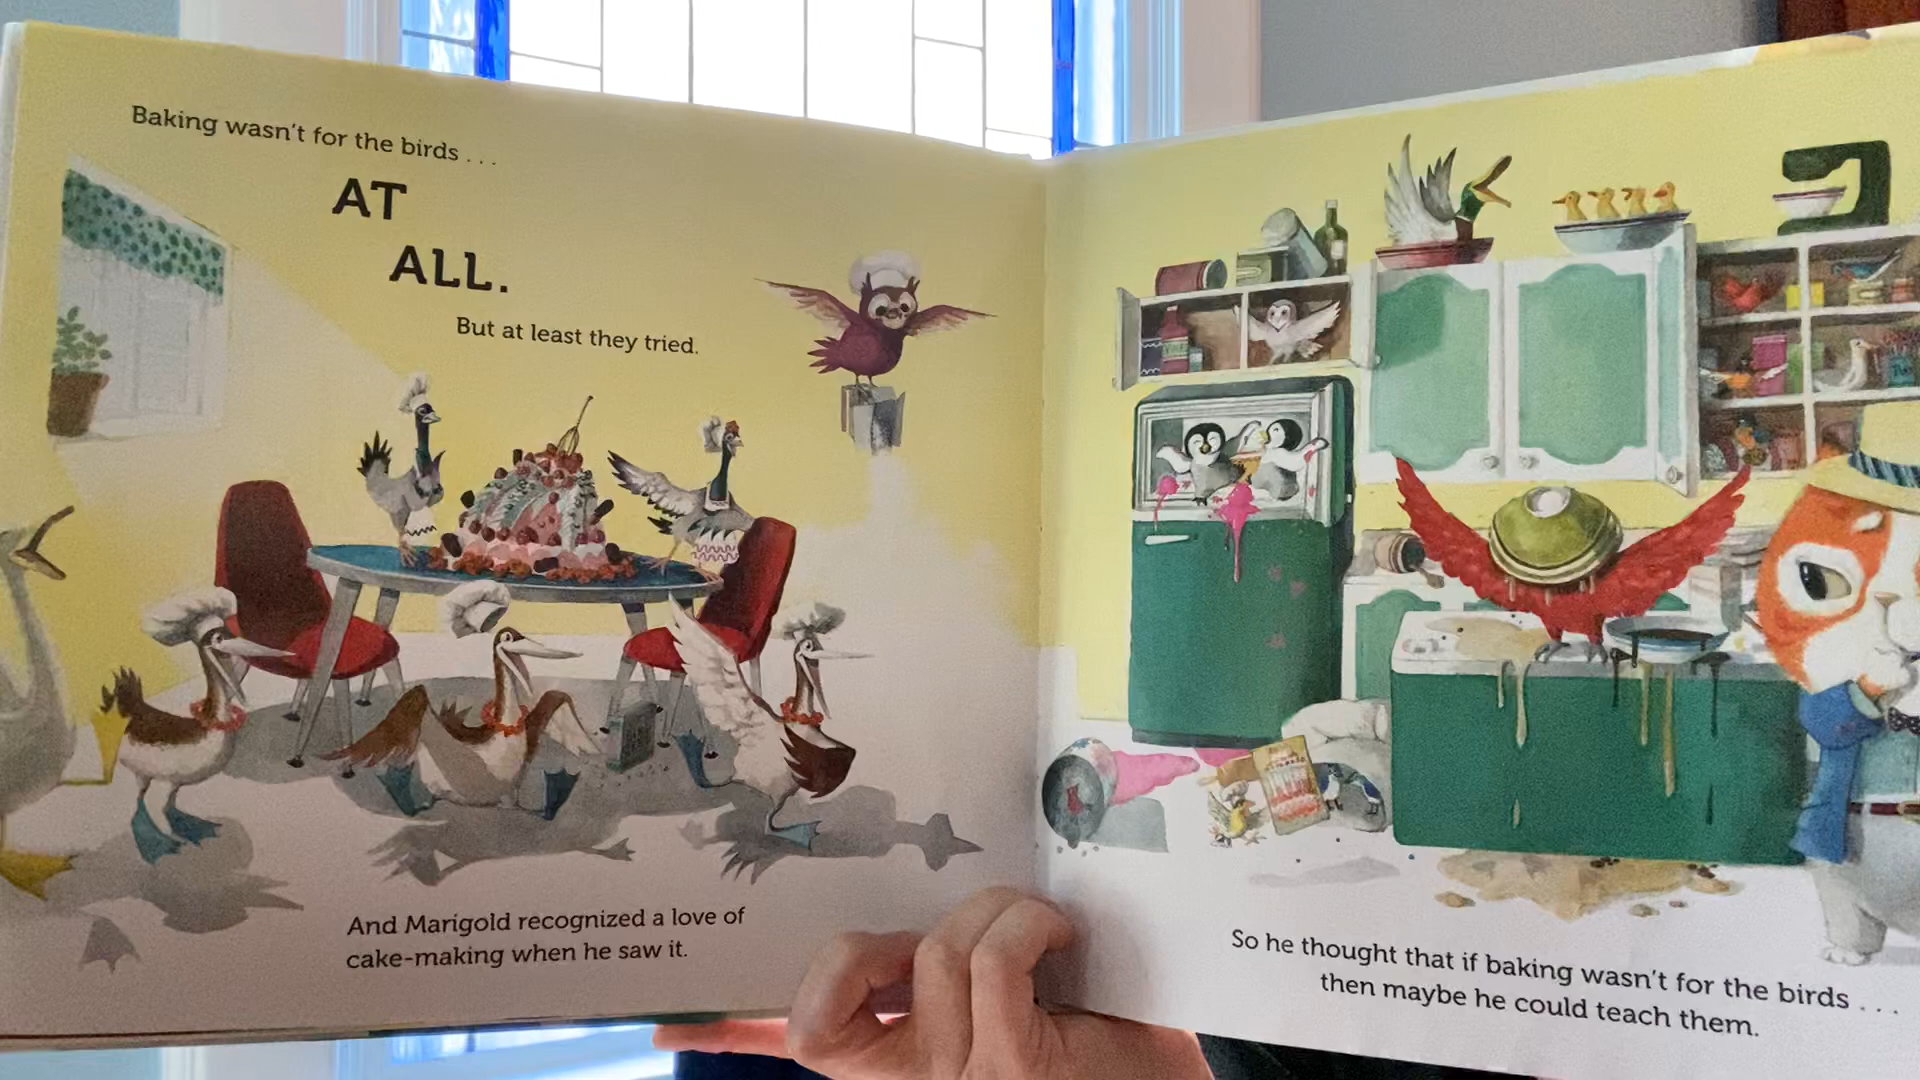 Baking wasn't for the birds . . .
AT
ALL.
But at least they tried.
And Marigold recognized a love of
cake-making when he saw it.
So he thought that if baking wasn't for the birds . . .
then maybe he could teach them.